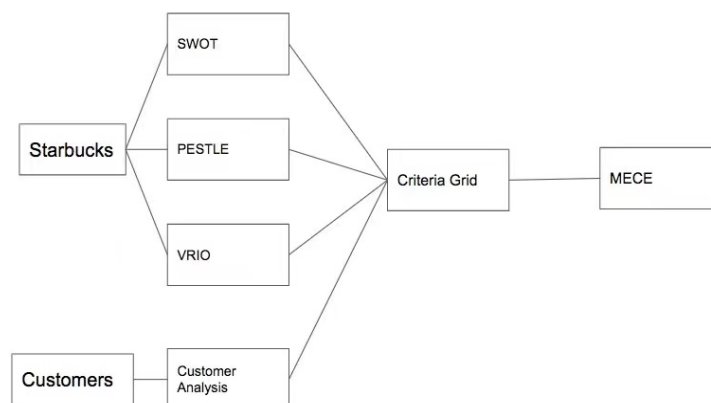 SWOT
Starbucks
PESTLE
Criteria Grid
MECE
VRIO
Customers
Customer
Analysis